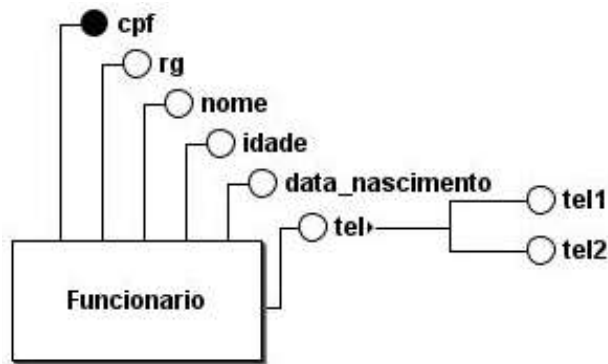 cpf
rg
nome
idade
data_nascimento
tel
tel1
tel2
Funcionario